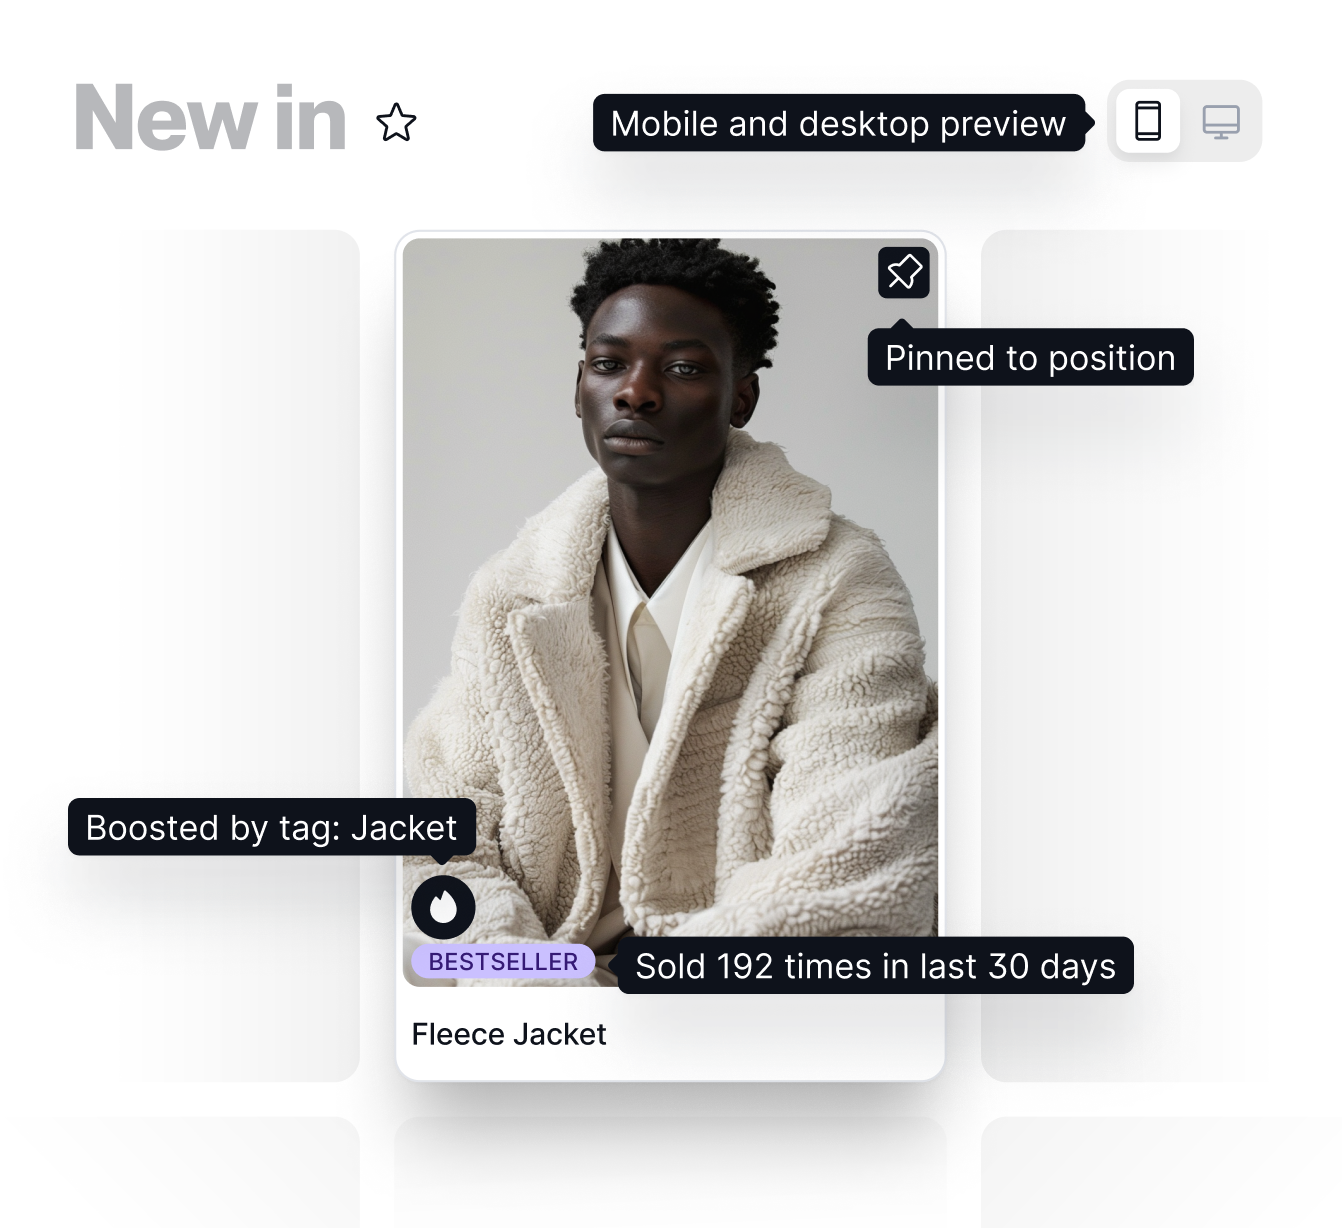 New in
Mobile and desktop preview
Pinned to position
Boosted by tag: Jacket
BESTSELLER
Sold 192 times in last 30 days
Fleece Jacket